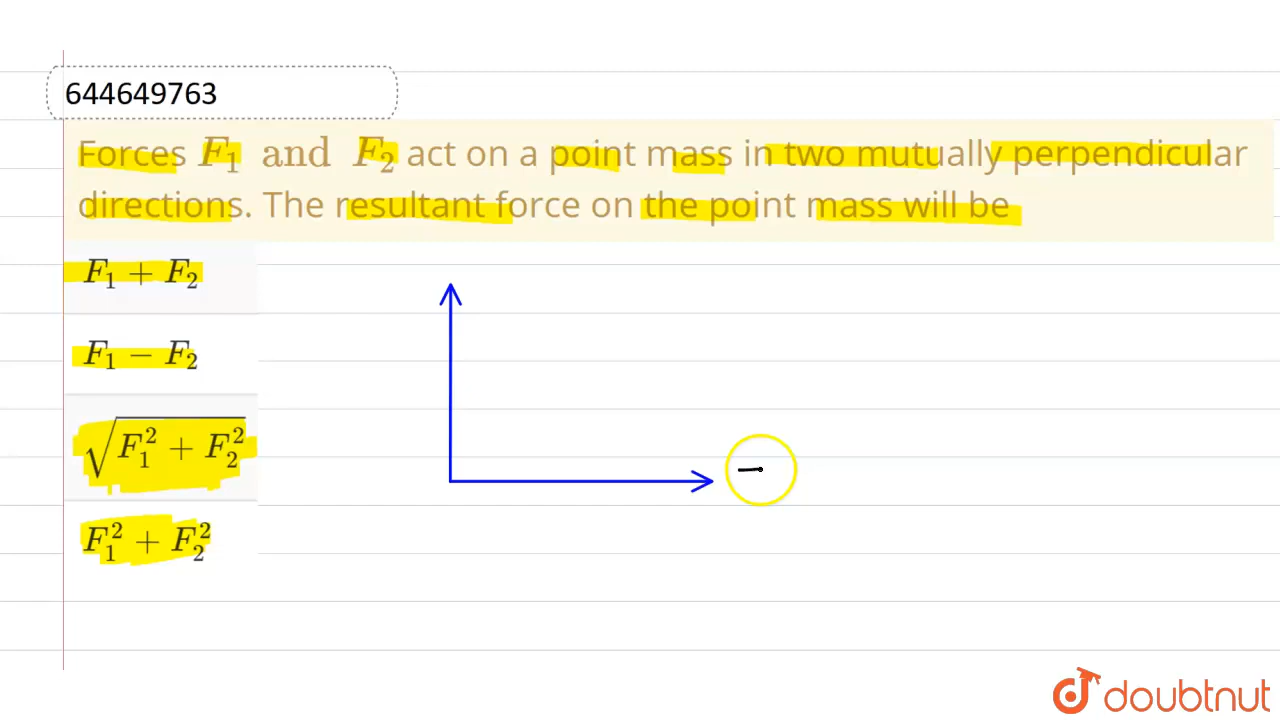 644649763
Forces F₁ and F₂ act on a point mass in two mutually perpendicular
directions. The resultant force on the point mass will be
F₁ + F₂
F₁ − F₂
√(F₁² + F₂²)
F₁² + F₂²
doubtnut